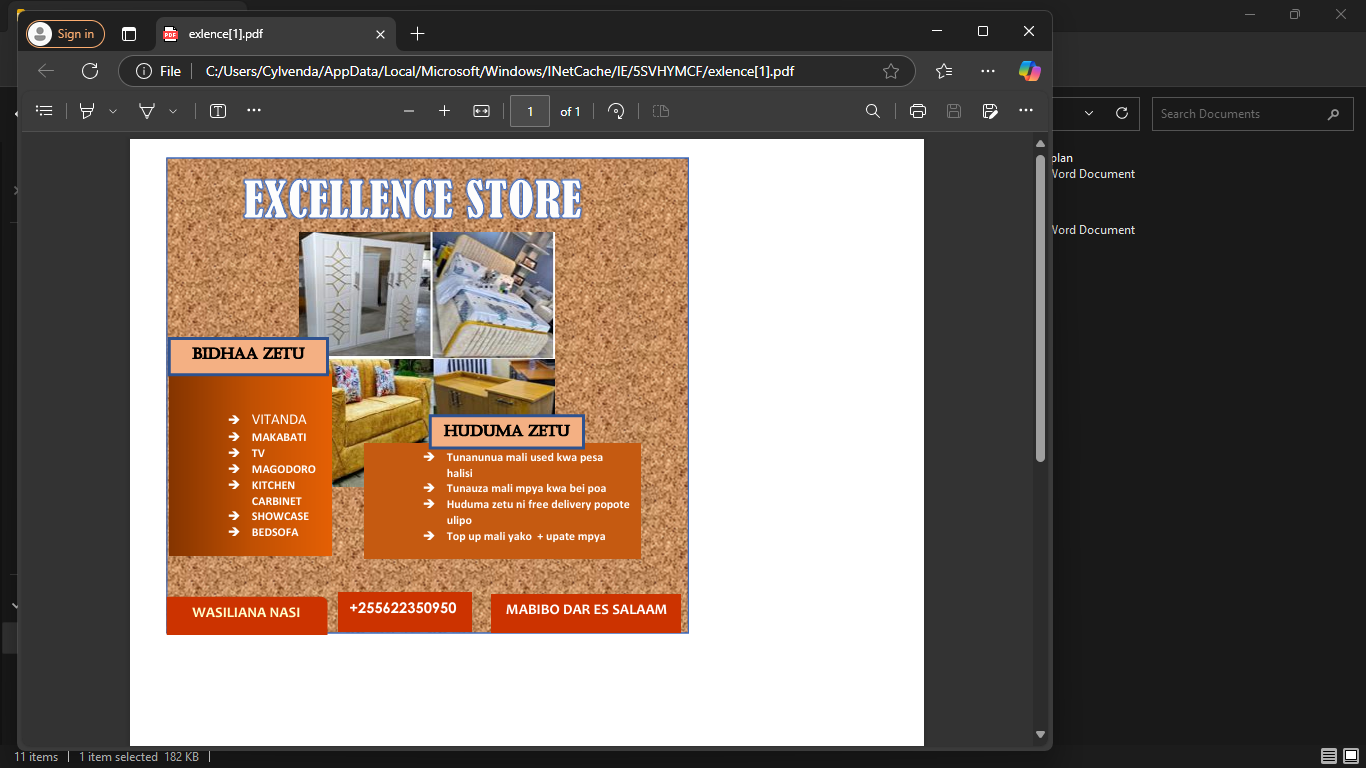 Sign in
exlence[1].pdf
File
C:/Users/Cylvenda/AppData/Local/Microsoft/Windows/INetCache/IE/5SVHYMCF/exlence[1].pdf
1 of 1
Search Documents
plan
Word Document
Word Document
EXCELLENCE STORE
BIDHAA ZETU
VITANDA
MAKABATI
TV
MAGODORO
KITCHEN
CARBINET
SHOWCASE
BEDSOFA
HUDUMA ZETU
Tunanunua mali used kwa pesa
halisi
Tunauza mali mpya kwa bei poa
Huduma zetu ni free delivery popote
ulipo
Top up mali yako + upate mpya
WASILIANA NASI
+255622350950
MABIBO DAR ES SALAAM
11 items
1 item selected 182 KB